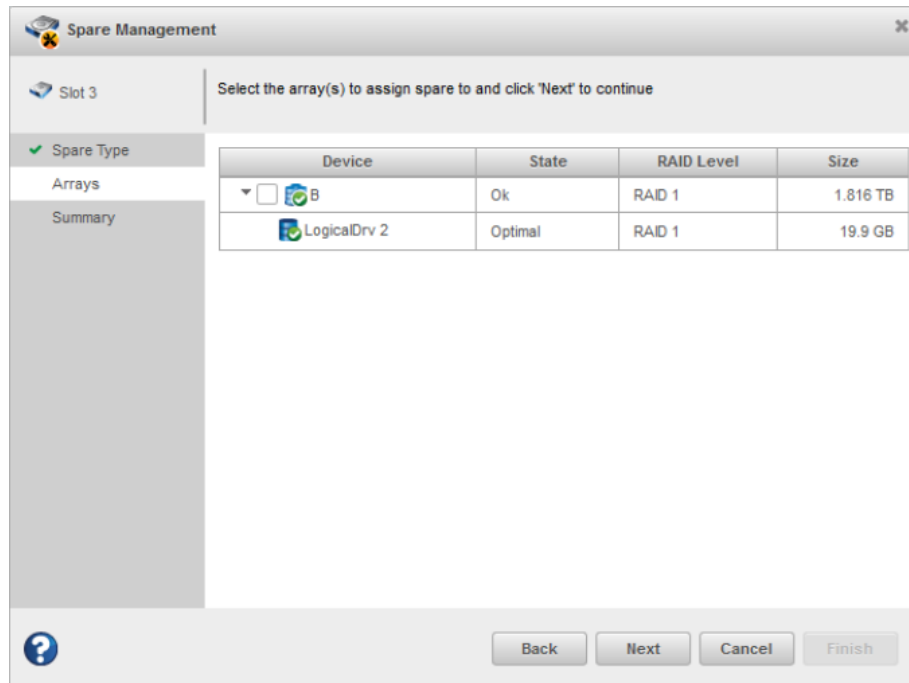 Spare Management
Slot 3
Select the array(s) to assign spare to and click 'Next' to continue
Spare Type
Arrays
Summary
Device State RAID Level Size
B Ok RAID 1 1.816 TB
LogicalDrv 2 Optimal RAID 1 19.9 GB
? Back Next Cancel Finish